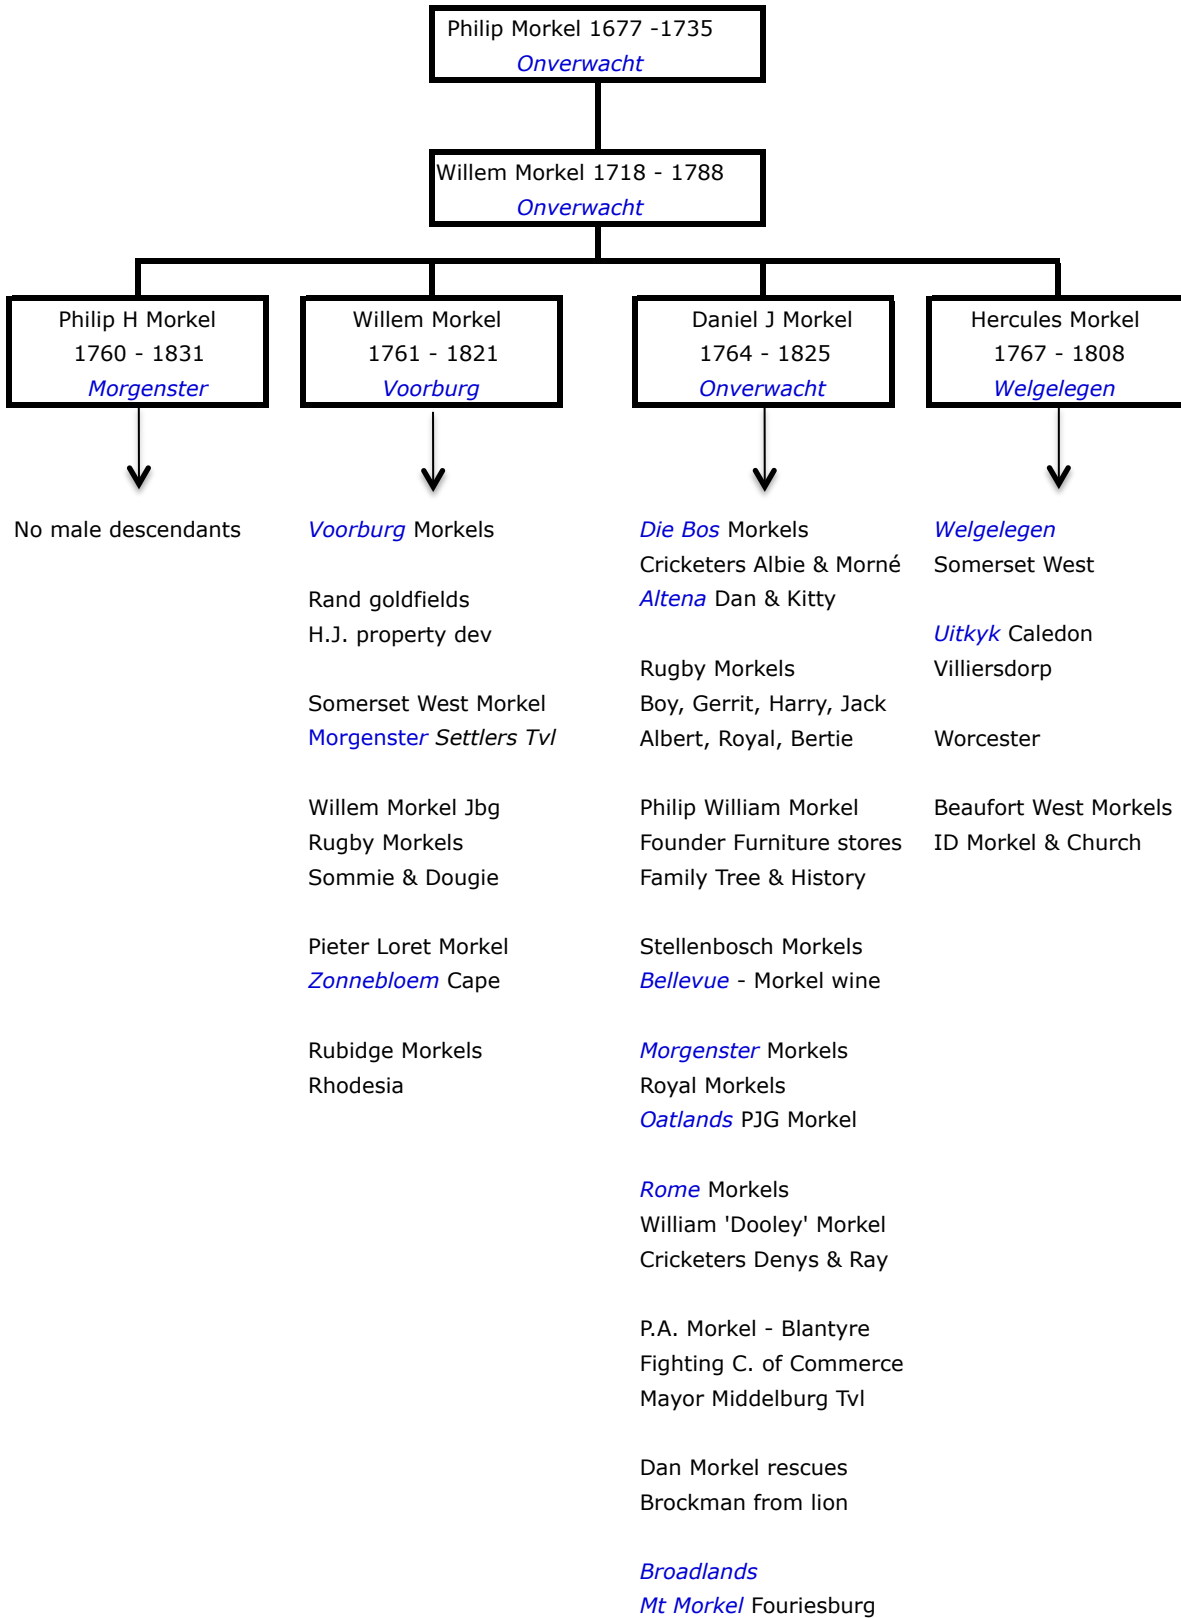 Philip Morkel 1677 -1735
Onverwacht
Willem Morkel 1718 - 1788
Onverwacht
Philip H Morkel
1760 - 1831
Morgenster
Willem Morkel
1761 - 1821
Voorburg
Daniel J Morkel
1764 - 1825
Onverwacht
Hercules Morkel
1767 - 1808
Welgelegen
No male descendants
Voorburg Morkels
Rand goldfields
H.J. property dev
Somerset West Morkel
Morgenster Settlers Tvl
Willem Morkel Jbg
Rugby Morkels
Sommie & Dougie
Pieter Loret Morkel
Zonnebloem Cape
Rubidge Morkels
Rhodesia
Die Bos Morkels
Cricketers Albie & Morné
Altena Dan & Kitty
Rugby Morkels
Boy, Gerrit, Harry, Jack
Albert, Royal, Bertie
Philip William Morkel
Founder Furniture stores
Family Tree & History
Stellenbosch Morkels
Bellevue - Morkel wine
Morgenster Morkels
Royal Morkels
Oatlands PJG Morkel
Rome Morkels
William 'Dooley' Morkel
Cricketers Denys & Ray
P.A. Morkel - Blantyre
Fighting C. of Commerce
Mayor Middelburg Tvl
Dan Morkel rescues
Brockman from lion
Broadlands
Mt Morkel Fouriesburg
Welgelegen
Somerset West
Uitkyk Caledon
Villiersdorp
Worcester
Beaufort West Morkels
ID Morkel & Church